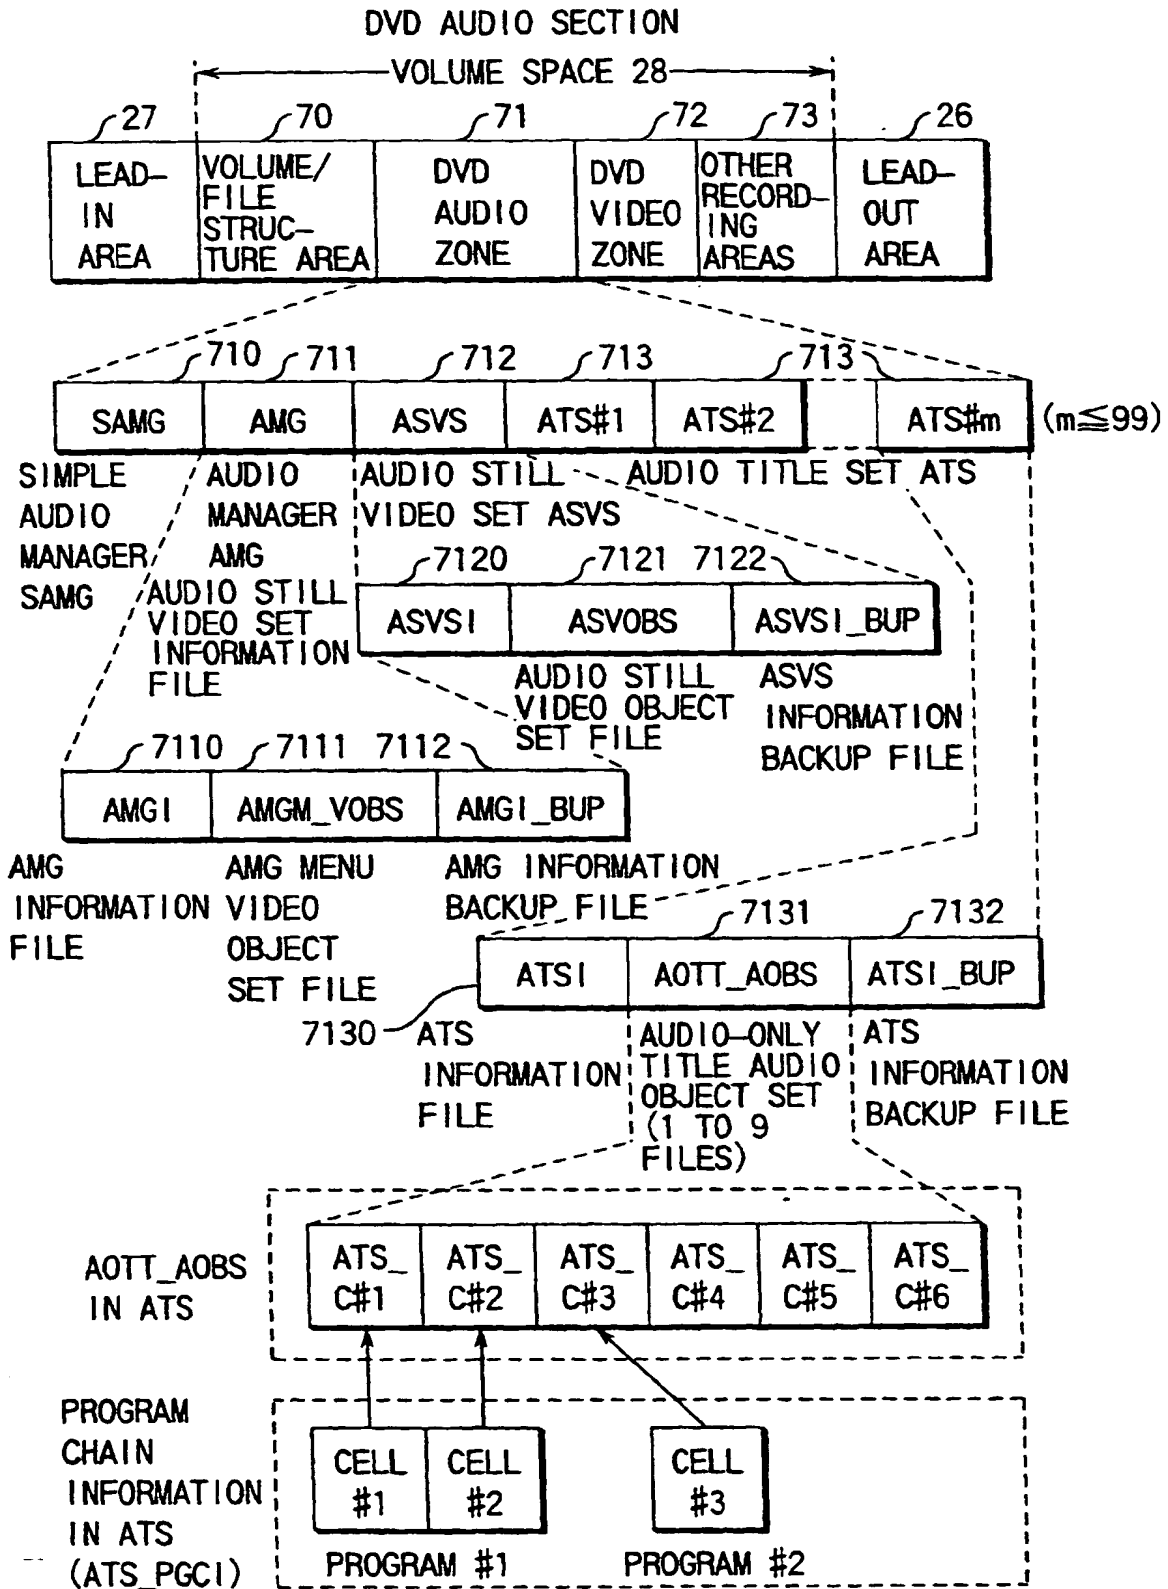 DVD AUDIO SECTION
VOLUME SPACE 28
27
70
71
72
73
26
LEAD-
IN
AREA
VOLUME/
FILE
STRUC-
TURE AREA
DVD
AUDIO
ZONE
DVD
VIDEO
ZONE
OTHER
RECORD-
ING
AREAS
LEAD-
OUT
AREA
710
711
712
713
713
SAMG
AMG
ASVS
ATS#1
ATS#2
ATS#m
(m≦99)
SIMPLE
AUDIO
MANAGER
SAMG
AUDIO
MANAGER
AMG
AUDIO STILL
VIDEO SET ASVS
AUDIO TITLE SET ATS
7120
7121
7122
AUDIO STILL
VIDEO SET
INFORMATION
FILE
ASVSI
ASVOBS
ASVSI_BUP
AUDIO STILL
VIDEO OBJECT
SET FILE
ASVS
INFORMATION
BACKUP FILE
7110
7111
7112
AMGI
AMGM_VOBS
AMGI_BUP
AMG
INFORMATION
FILE
AMG MENU
VIDEO
OBJECT
SET FILE
AMG INFORMATION
BACKUP FILE
7131
7132
ATSI
AOTT_AOBS
ATSI_BUP
7130
ATS
INFORMATION
FILE
AUDIO-ONLY
TITLE AUDIO
OBJECT SET
(1 TO 9
FILES)
ATS
INFORMATION
BACKUP FILE
AOTT_AOBS
IN ATS
ATS_
C#1
ATS_
C#2
ATS_
C#3
ATS_
C#4
ATS_
C#5
ATS_
C#6
PROGRAM
CHAIN
INFORMATION
IN ATS
(ATS_PGCI)
CELL
#1
CELL
#2
CELL
#3
PROGRAM #1
PROGRAM #2